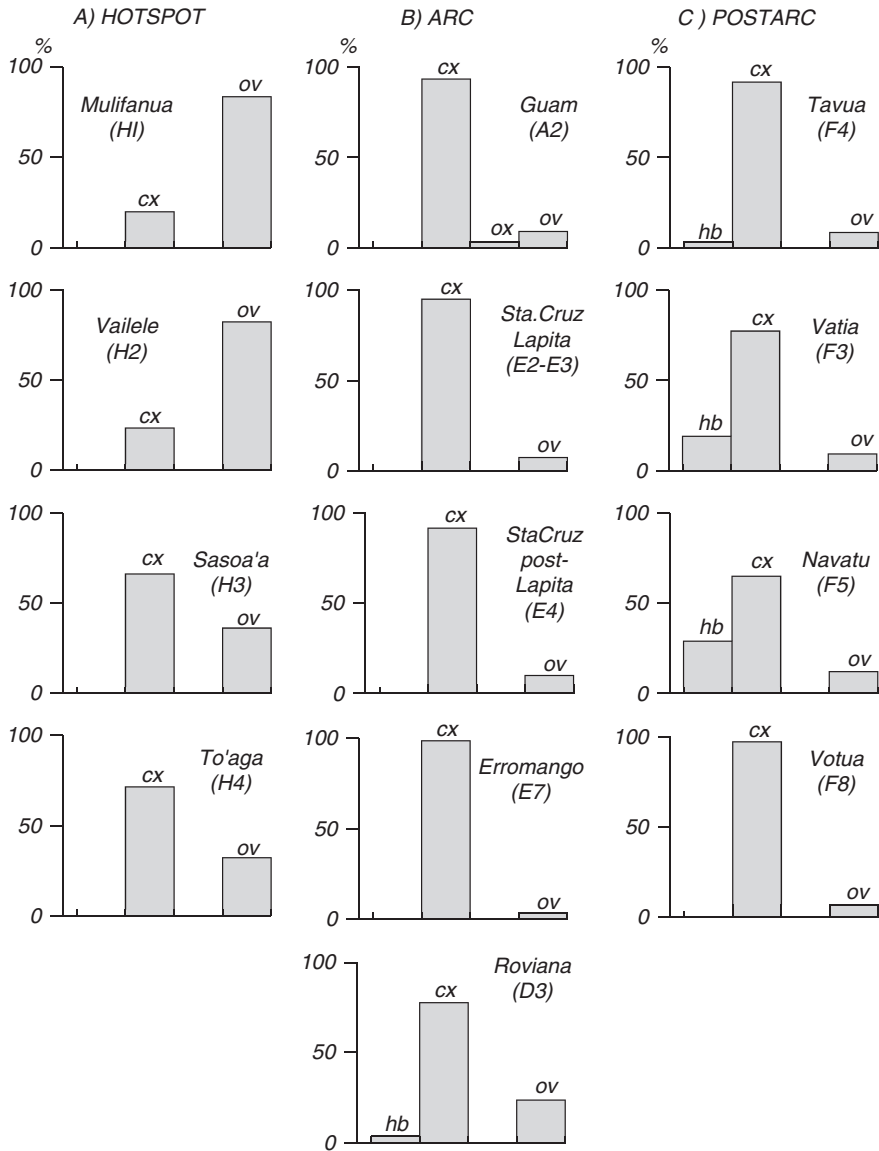 A) HOTSPOT
%
100
50
0
Mulifanua
(HI)
cx
ov
100
50
0
Vailele
(H2)
cx
ov
100
50
0
Sasoa'a
(H3)
cx
ov
100
50
0
To'aga
(H4)
cx
ov
B) ARC
%
100
50
0
Guam
(A2)
cx
ox
ov
100
50
0
Sta.Cruz
Lapita
(E2-E3)
cx
ov
100
50
0
StaCruz
post-
Lapita
(E4)
cx
ov
100
50
0
Erromango
(E7)
cx
ov
100
50
0
Roviana
(D3)
hb
cx
ov
C ) POSTARC
%
100
50
0
Tavua
(F4)
hb
cx
ov
100
50
0
Vatia
(F3)
hb
cx
ov
100
50
0
Navatu
(F5)
hb
cx
ov
100
50
0
Votua
(F8)
cx
ov